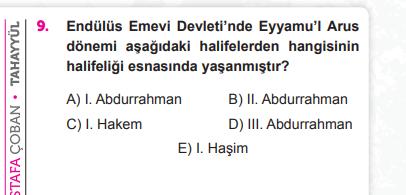 9. Endülüs Emevi Devleti'nde Eyyamu'l Arus
dönemi aşağıdaki halifelerden hangisinin
halifeliği esnasında yaşanmıştır?
A) I. Abdurrahman B) II. Abdurrahman
C) I. Hakem D) III. Abdurrahman
E) I. Haşim
STAFA ÇOBAN • TAHAYYÜL